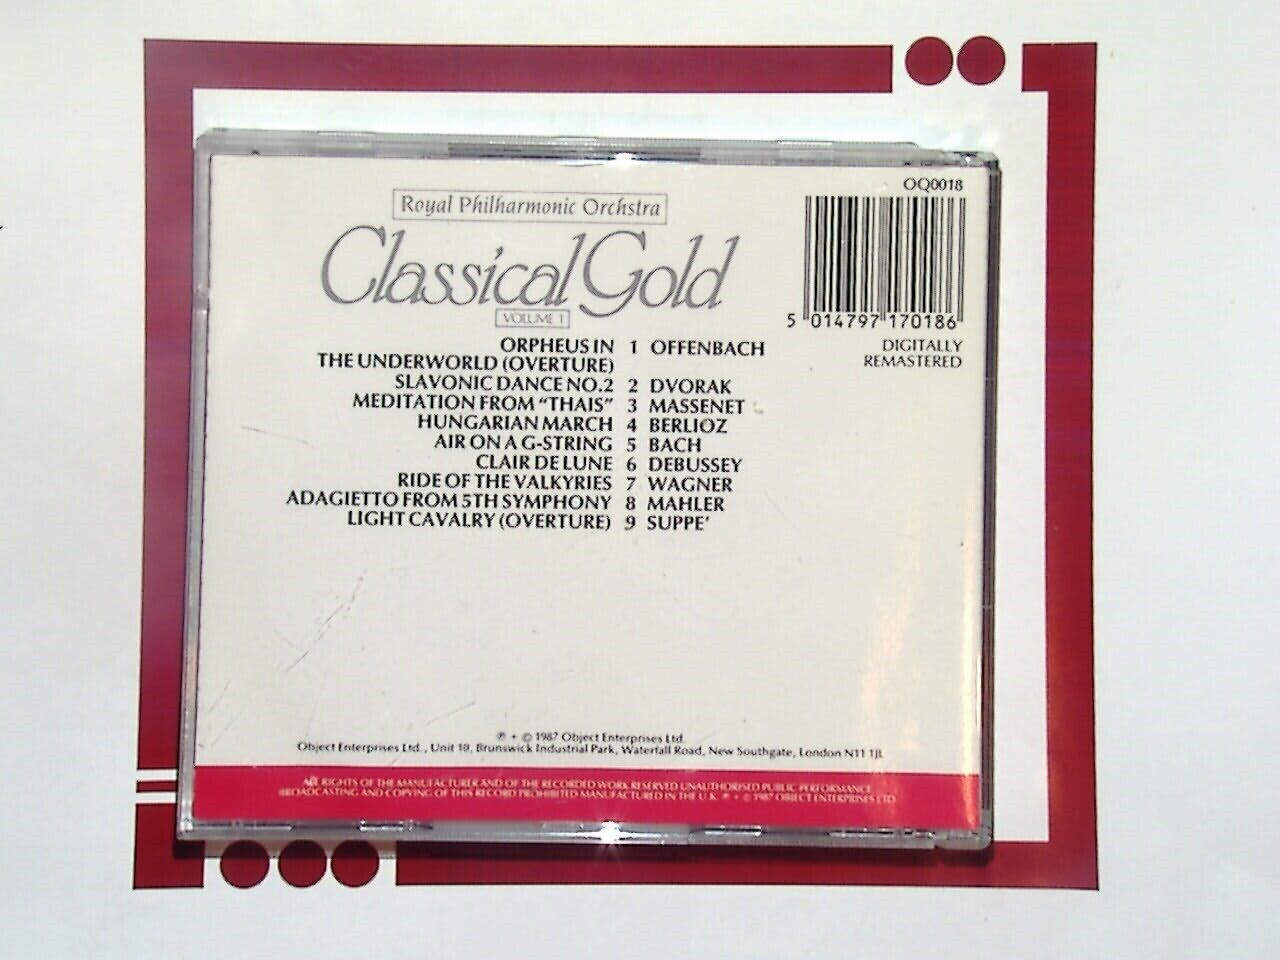 OQ0018
Royal Philharmonic Orchstra
Classical Gold
VOLUME 1
5 014797 170186
DIGITALLY
REMASTERED
ORPHEUS IN 1 OFFENBACH
THE UNDERWORLD (OVERTURE)
SLAVONIC DANCE NO.2 2 DVORAK
MEDITATION FROM "THAIS" 3 MASSENET
HUNGARIAN MARCH 4 BERLIOZ
AIR ON A G-STRING 5 BACH
CLAIR DE LUNE 6 DEBUSSEY
RIDE OF THE VALKYRIES 7 WAGNER
ADAGIETTO FROM 5TH SYMPHONY 8 MAHLER
LIGHT CAVALRY (OVERTURE) 9 SUPPE'
℗ + © 1987 Object Enterprises Ltd.
Object Enterprises Ltd., Unit 10, Brunswick Industrial Park, Waterfall Road, New Southgate, London N11 1JL
ALL RIGHTS OF THE MANUFACTURER AND OF THE RECORDED WORK RESERVED UNAUTHORISED PUBLIC PERFORMANCE
BROADCASTING AND COPYING OF THIS RECORD PROHIBITED MANUFACTURED IN THE U.K. ℗ + © 1987 OBJECT ENTERPRISES LTD